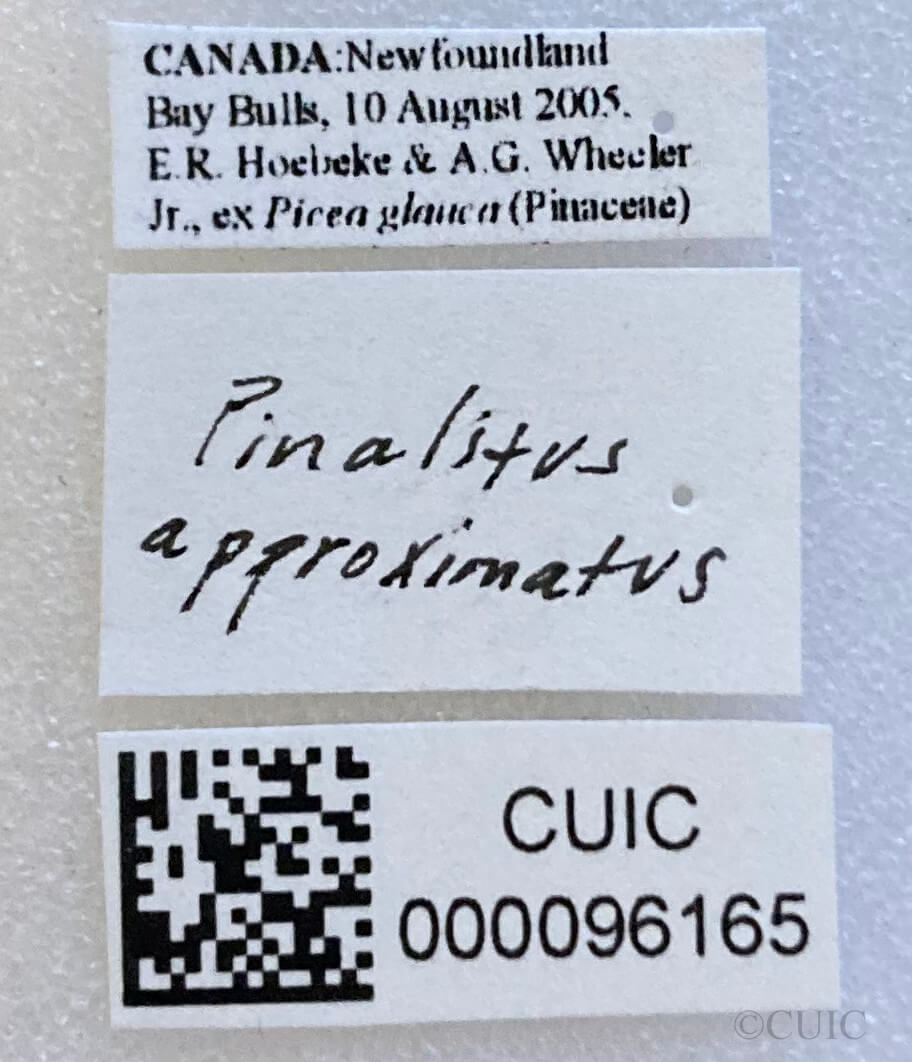 CANADA:Newfoundland
Bay Bulls, 10 August 2005.
E.R. Hoebeke & A.G. Wheeler
Jr., ex Picea glauca (Pinaceae)
Pinalitus
approximatus
CUIC
000096165
©CUIC